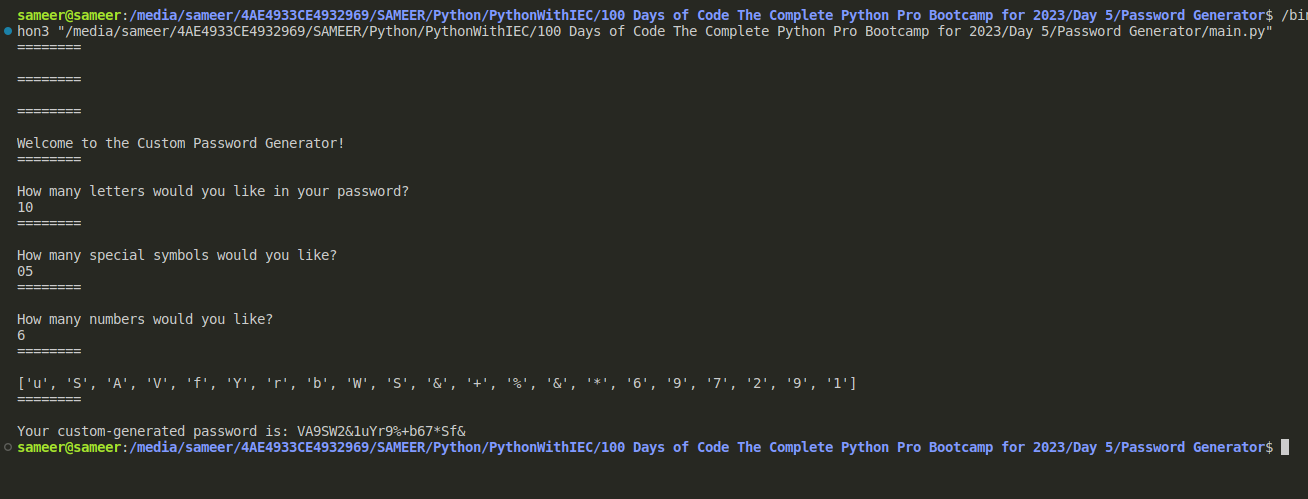 sameer@sameer:/media/sameer/4AE4933CE4932969/SAMEER/Python/PythonWithIEC/100 Days of Code The Complete Python Pro Bootcamp for 2023/Day 5/Password Generator$ /bin
hon3 "/media/sameer/4AE4933CE4932969/SAMEER/Python/PythonWithIEC/100 Days of Code The Complete Python Pro Bootcamp for 2023/Day 5/Password Generator/main.py"
========
========
========
Welcome to the Custom Password Generator!
========
How many letters would you like in your password?
10
========
How many special symbols would you like?
05
========
How many numbers would you like?
6
========
['u', 'S', 'A', 'V', 'f', 'Y', 'r', 'b', 'W', 'S', '&', '+', '%', '&', '*', '6', '9', '7', '2', '9', '1']
========
Your custom-generated password is: VA9SW2&1uYr9%+b67*Sf&
sameer@sameer:/media/sameer/4AE4933CE4932969/SAMEER/Python/PythonWithIEC/100 Days of Code The Complete Python Pro Bootcamp for 2023/Day 5/Password Generator$